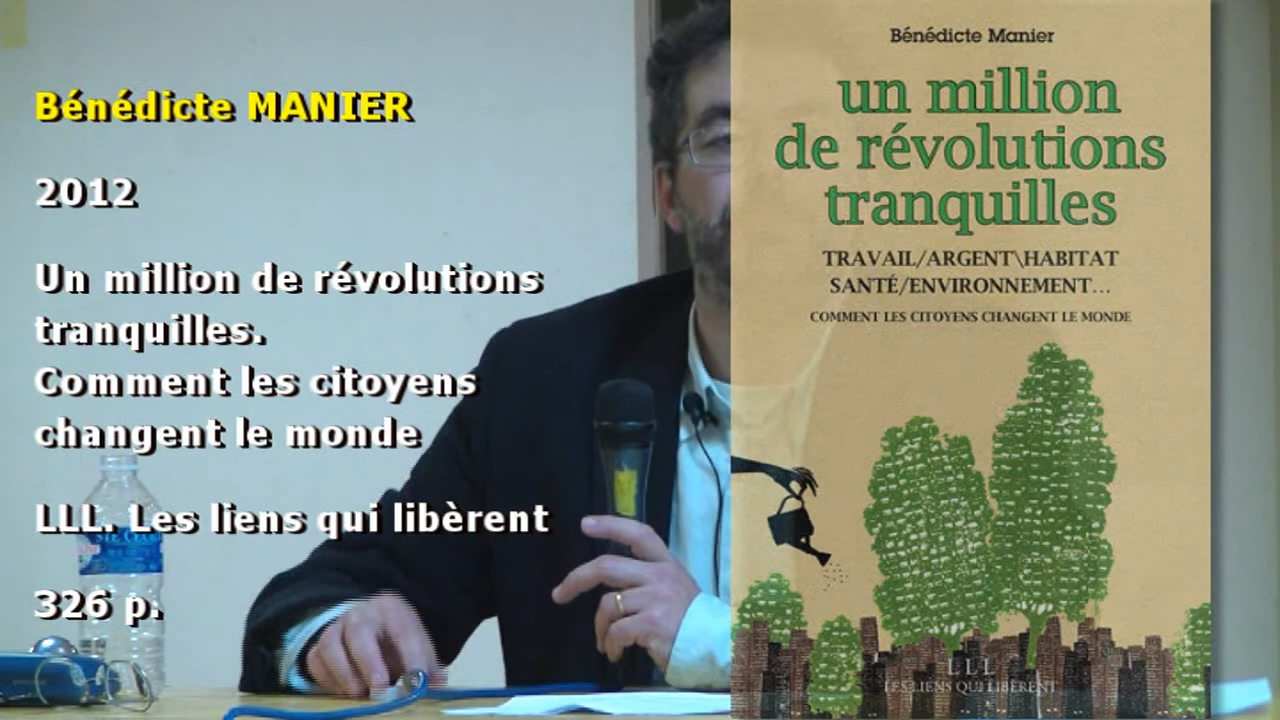 Bénédicte MANIER
2012
Un million de révolutions
tranquilles.
Comment les citoyens
changent le monde
LLL. Les liens qui libèrent
326 p.
Bénédicte Manier
un million
de révolutions
tranquilles
TRAVAIL/ARGENT\HABITAT
SANTÉ/ENVIRONNEMENT...
COMMENT LES CITOYENS CHANGENT LE MONDE
LLL
LES LIENS QUI LIBÈRENT